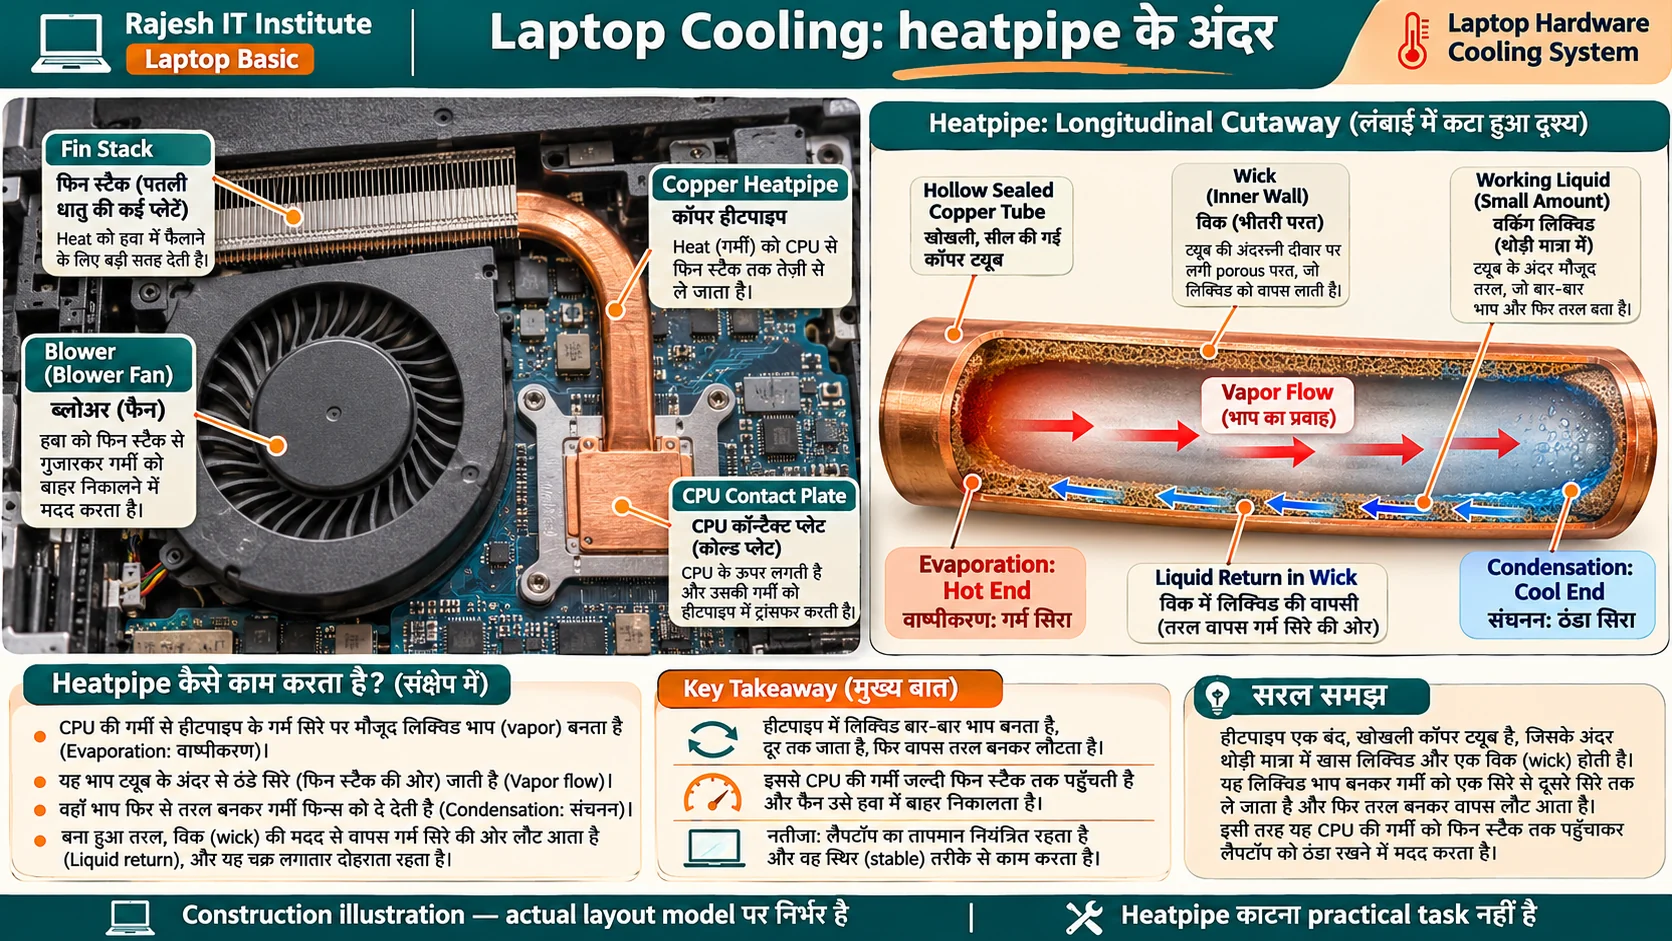 Rajesh IT Institute
Laptop Basic
Laptop Cooling: heatpipe के अंदर
Laptop Hardware
Cooling System
Fin Stack
फिन स्टैक (पतली
धातु की कई प्लेटें)
Heat को हवा में फैलाने
के लिए बड़ी सतह देती है।
Copper Heatpipe
कॉपर हीटपाइप
Heat (गर्मी) को CPU से
फिन स्टैक तक तेज़ी से
ले जाता है।
Blower
(Blower Fan)
ब्लोअर (फैन)
हबा को फिन स्टैक से
गुजारकर गर्मी को
बाहर निकालने में
मदद करता है।
CPU Contact Plate
CPU कॉन्टैक्ट प्लेट
(कोल्ड प्लेट)
CPU के ऊपर लगती है
और उसकी गर्मी को
हीटपाइप में ट्रांसफर करती है।
Heatpipe: Longitudinal Cutaway (लंबाई में कटा हुआ दृश्य)
Hollow Sealed
Copper Tube
खोखली, सील की गई
कॉपर टयूब
Wick
(Inner Wall)
विक (भीतरी परत)
टयूब की अंदरूनी दीवार पर
लगी porous परत, जो
लिक्विड को वापस लाती है।
Working Liquid
(Small Amount)
वर्किंग लिक्विड
(थोड़ी मात्रा में)
टयूब के अंदर मौजूद
तरल, जो बार-बार
भाप और फिर तरल बता है।
Vapor Flow
(भाप का प्रवाह)
Evaporation:
Hot End
वाष्पीकरण: गर्म सिरा
Liquid Return in Wick
विक में लिक्विड की वापसी
(तरल वापस गर्म सिरे की ओर)
Condensation:
Cool End
संघनन: ठंडा सिरा
Heatpipe कैसे काम करता है? (संक्षेप में)
CPU की गर्मी से हीटपाइप के गर्म सिरे पर मौजूद लिक्विड भाप (vapor) बनता है
(Evaporation: वाष्पीकरण)।
यह भाप टयूब के अंदर से ठंडे सिरे (फिन स्टैक की ओर) जाती है (Vapor flow)।
वहाँ भाप फिर से तरल बनकर गर्मी फिन्स को दे देती है (Condensation: संचनन)।
बना हुआ तरल, विक (wick) की मदद से वापस गर्म सिरे की ओर लौट आता है
(Liquid return), और यह चक्र लगातार दोहराता रहता है।
Key Takeaway (मुख्य बात)
हीटपाइप में लिक्विड बार-बार भाप बनता है,
दूर तक जाता है, फिर वापस तरल बनकर लौटता है।
इससे CPU की गर्मी जल्दी फिन स्टैक तक पहुँचती है
और फैन उसे हवा में बाहर निकालता है।
नतीजा: लैपटॉप का तापमान नियंत्रित रहता है
और वह स्थिर (stable) तरीके से काम करता है।
सरल समझ
हीटपाइप एक बंद, खोखली कॉपर टयूब है, जिसके अंदर
थोड़ी मात्रा में खास लिक्विड और एक विक (wick) होती है।
यह लिक्विड भाप बनकर गर्मी को एक सिरे से दूसरे सिरे तक
ले जाता है और फिर तरल बनकर वापस लौट आता है।
इसी तरह यह CPU की गर्मी को फिन स्टैक तक पहुँचाकर
लैपटॉप को ठंडा रखने में मदद करता है।
Construction illustration — actual layout model पर निर्भर है
Heatpipe काटना practical task नहीं है